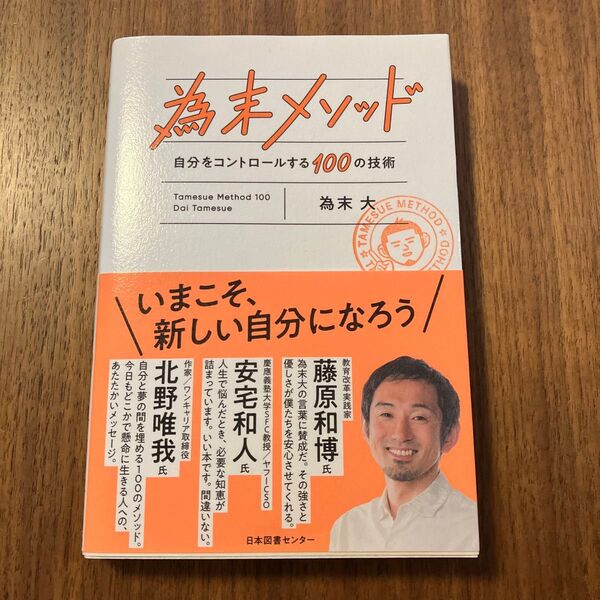 為末メソッド
自分をコントロールする100の技術
Tamesue Method 100
Dai Tamesue
為末 大
TAMESUE METHOD
いまこそ、
新しい自分になろう
教育改革実践家
藤原和博氏
為末大の言葉に賛成だ。その強さと
優しさが僕たちを安心させてくれる。
慶應義塾大学SFC教授/ヤフーCSO
安宅和人氏
人生で悩んだとき、必要な知恵が
詰まっています。いい本です。間違いない。
作家/ワンキャリア取締役
北野唯我氏
自分と夢の間を埋める100のメソッド。
今日もどこかで懸命に生きる人への、
あたたかいメッセージ。
日本図書センター